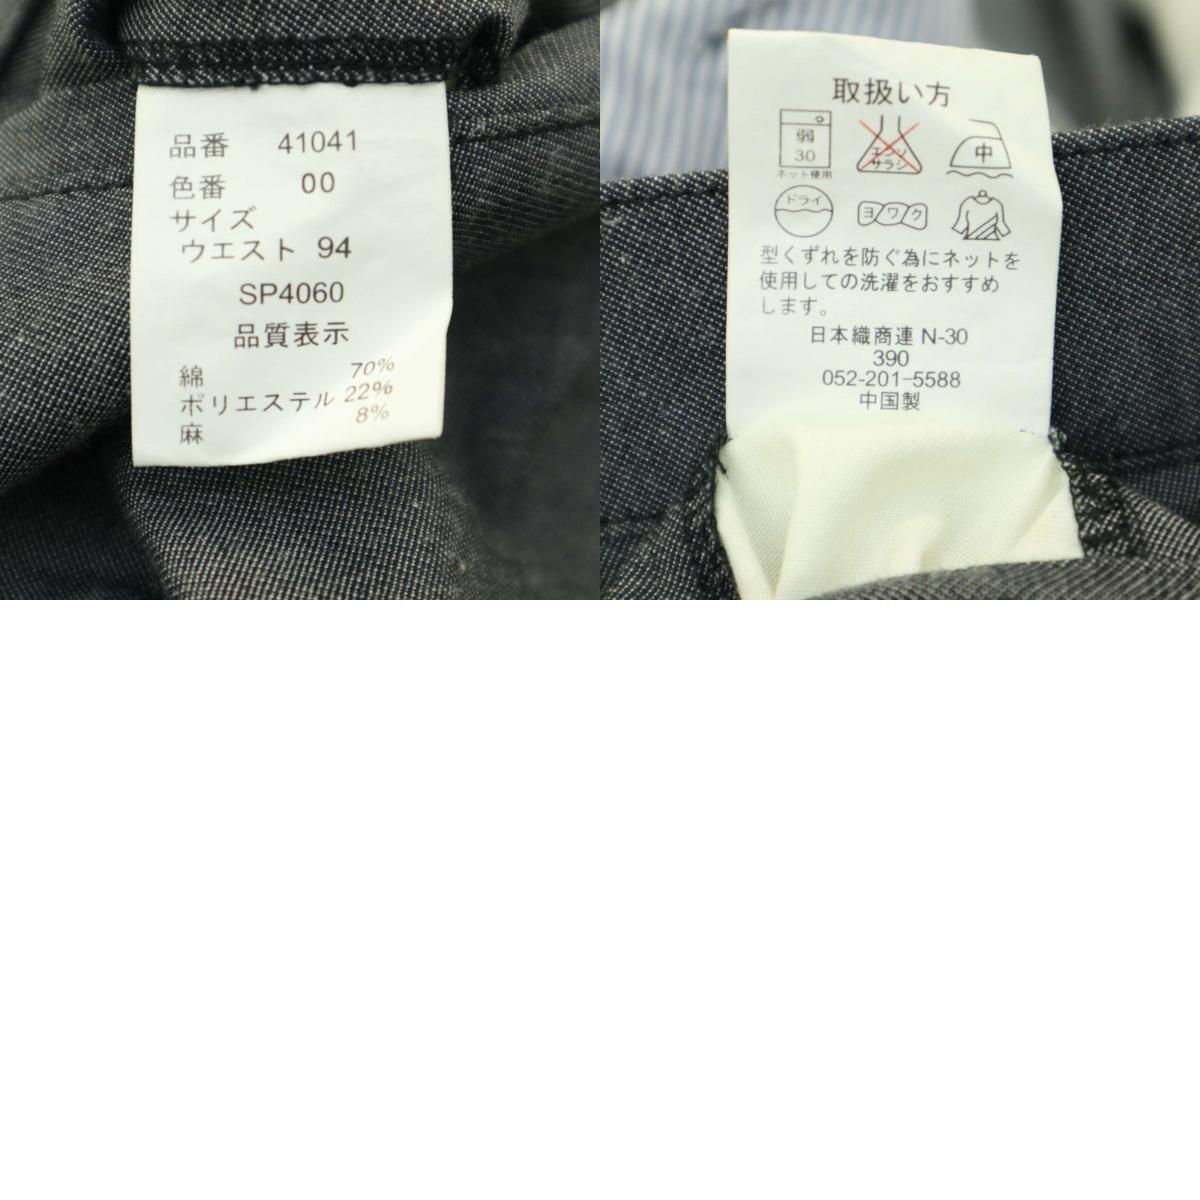 品番 41041
色番 00
サイズ
ウエスト 94
SP4060
品質表示
綿 70%
ポリエステル 22%
麻 8%
取扱い方
弱
30
ネット使用
エンソ
サラシ
中
ドライ
ヨワク
型くずれを防ぐ為にネットを
使用しての洗濯をおすすめ
します。
日本織商連 N-30
390
052-201-5588
中国製